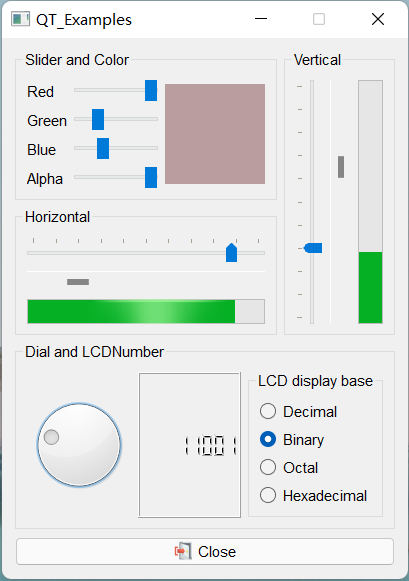 QT_Examples
Slider and Color
Red
Green
Blue
Alpha
Vertical
Horizontal
Dial and LCDNumber
11001
LCD display base
Decimal
Binary
Octal
Hexadecimal
Close